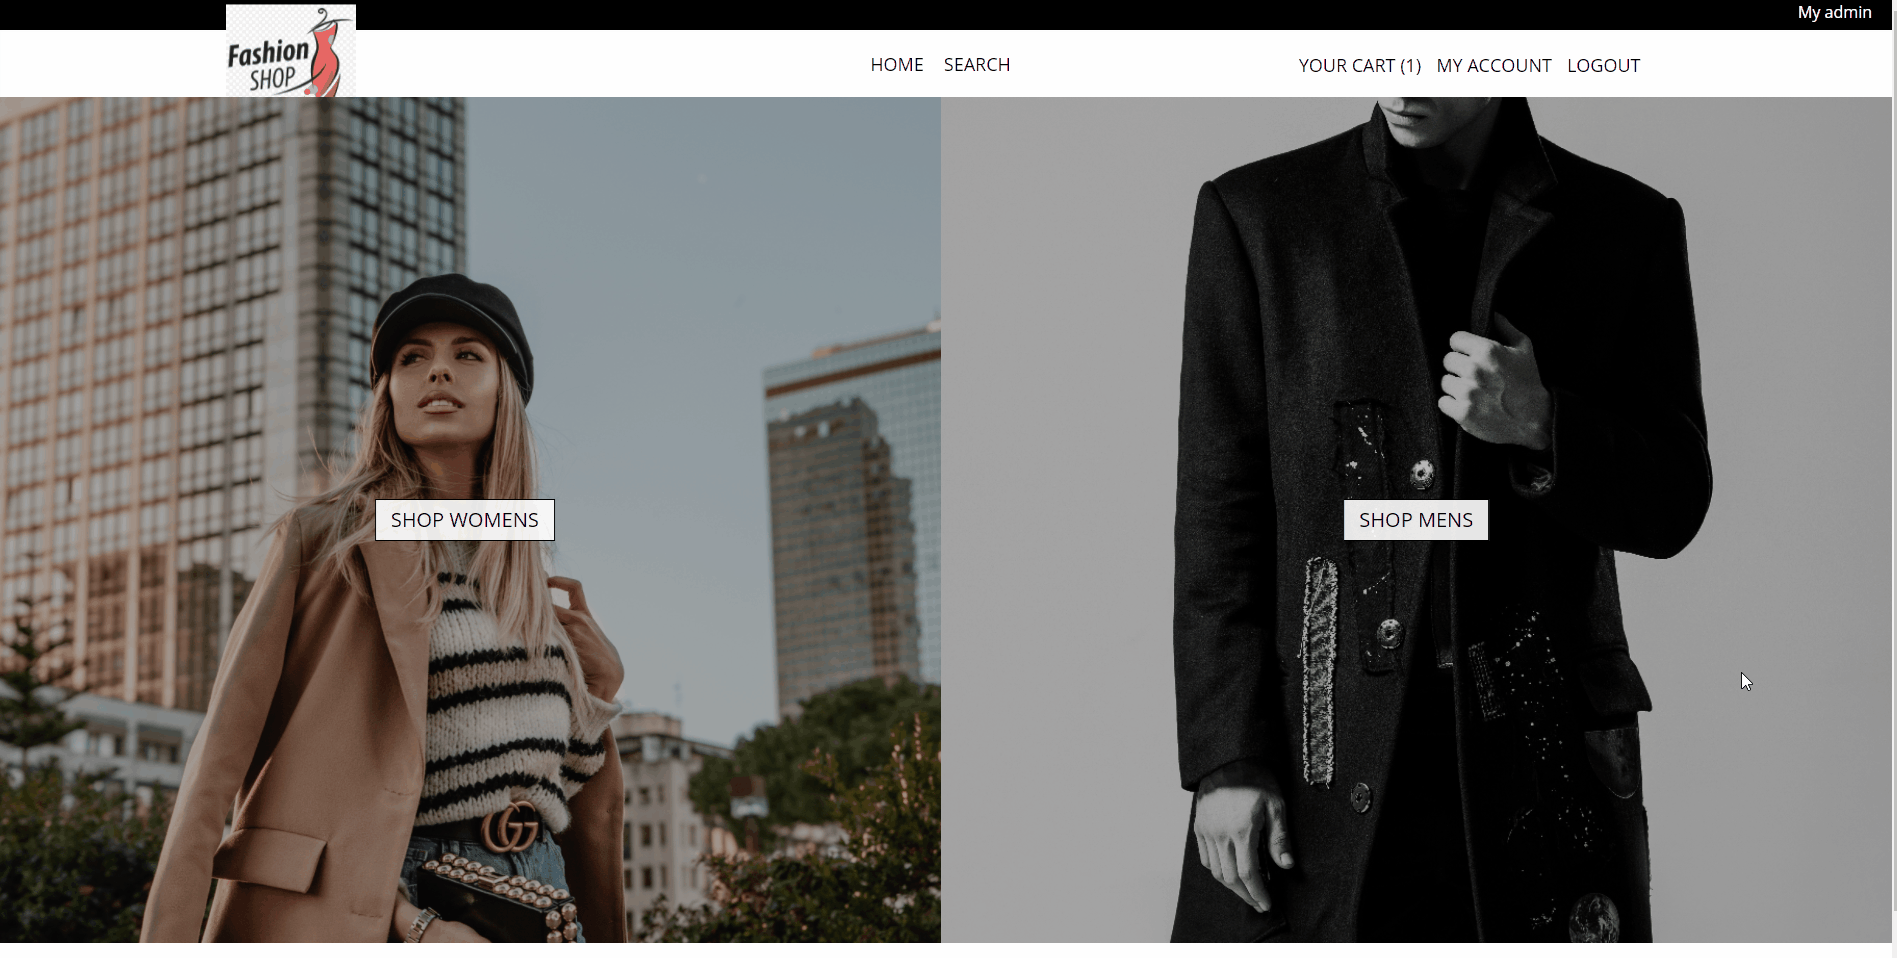 My admin
Fashion
SHOP
HOME SEARCH
YOUR CART (1) MY ACCOUNT LOGOUT
SHOP WOMENS
SHOP MENS